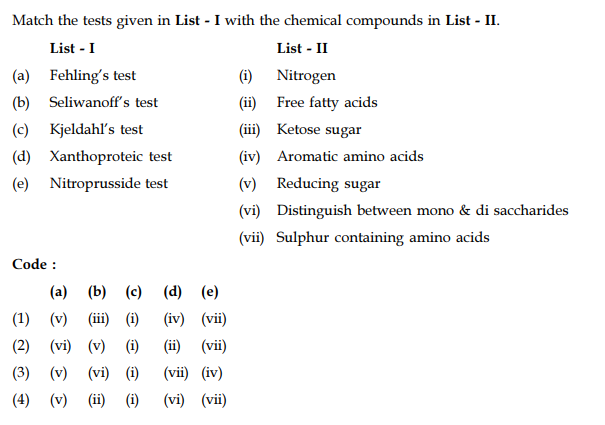 Match the tests given in List - I with the chemical compounds in List - II.
List - I List - II
(a) Fehling's test (i) Nitrogen
(b) Seliwanoff's test (ii) Free fatty acids
(c) Kjeldahl's test (iii) Ketose sugar
(d) Xanthoproteic test (iv) Aromatic amino acids
(e) Nitroprusside test (v) Reducing sugar
(vi) Distinguish between mono & di saccharides
(vii) Sulphur containing amino acids
Code :
(a) (b) (c) (d) (e)
(1) (v) (iii) (i) (iv) (vii)
(2) (vi) (v) (i) (ii) (vii)
(3) (v) (vi) (i) (vii) (iv)
(4) (v) (ii) (i) (vi) (vii)